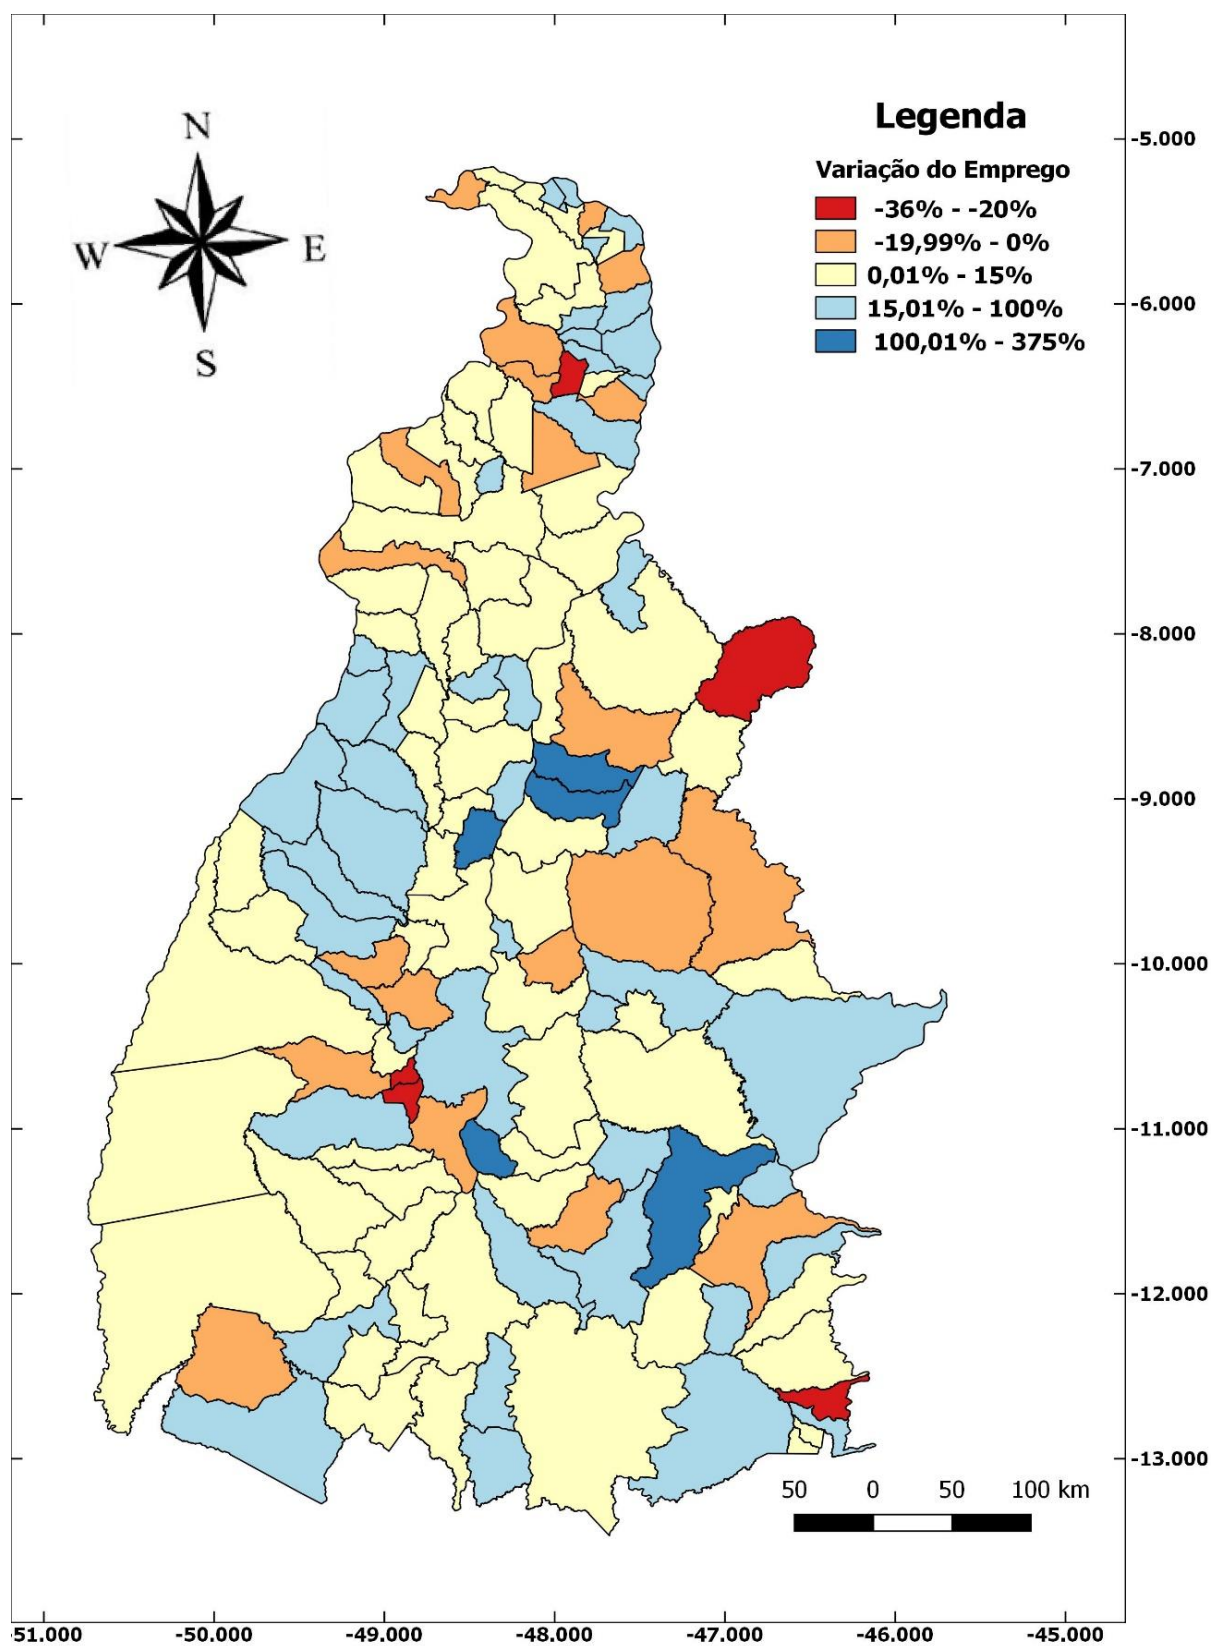 N
W E
S
Legenda
Variação do Emprego
-36% - -20%
-19,99% - 0%
0,01% - 15%
15,01% - 100%
100,01% - 375%
-5.000
-6.000
-7.000
-8.000
-9.000
-10.000
-11.000
-12.000
-13.000
50 0 50 100 km
-51.000 -50.000 -49.000 -48.000 -47.000 -46.000 -45.000